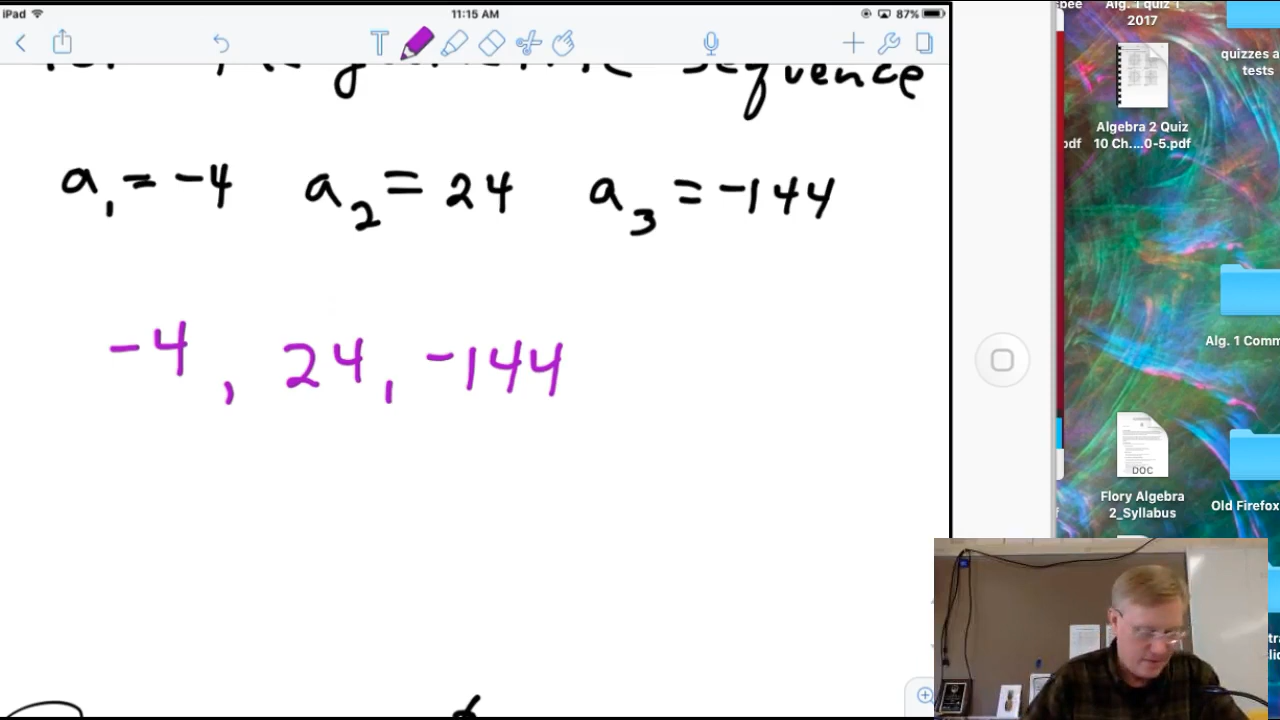 iPad 11:15 AM 87%
T
sequence
a₁ = -4 a₂ = 24 a₃ = -144
-4, 24, -144
Alg. 1 quiz 1
2017
quizzes a
tests
Algebra 2 Quiz
10 Ch....0-5.pdf
pdf
Alg. 1 Comm
DOC
Flory Algebra
2_Syllabus
Old Firefox